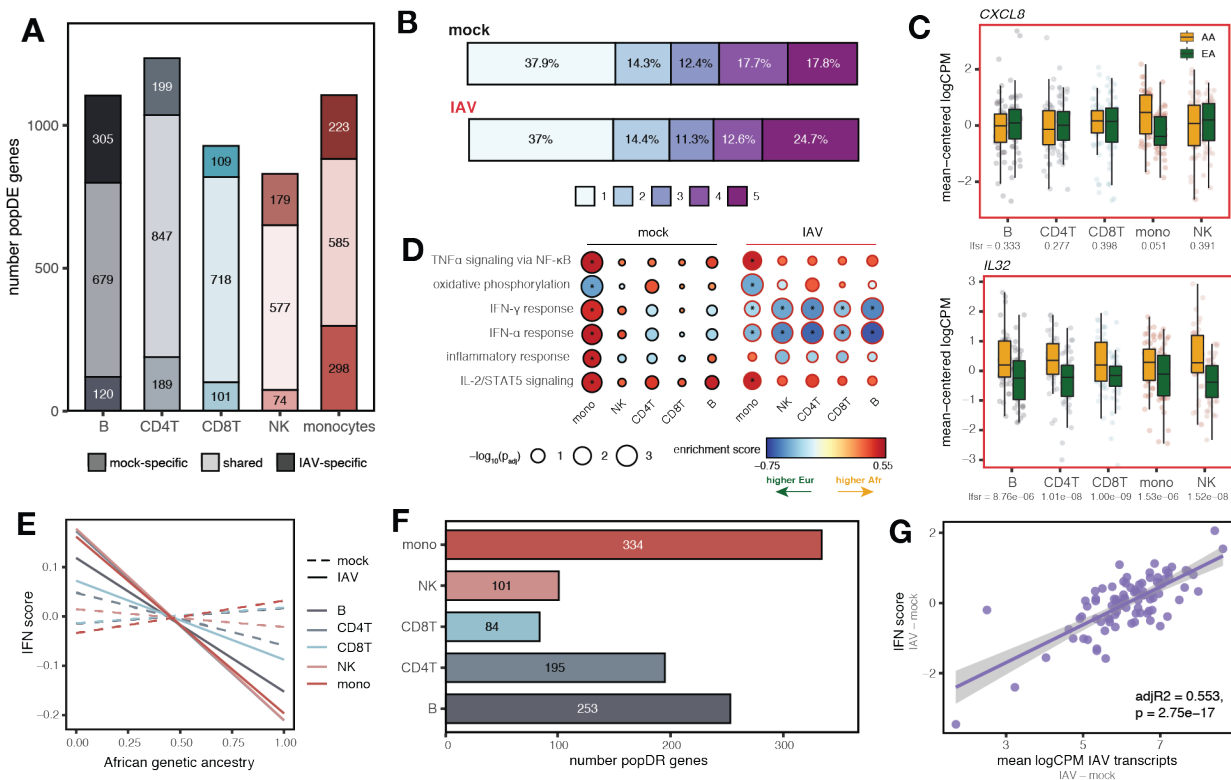 A
number popDE genes
1000
500
0
305
679
120
199
847
189
109
718
101
179
577
74
223
585
298
B CD4T CD8T NK monocytes
mock-specific shared IAV-specific
B
mock
37.9% 14.3% 12.4% 17.7% 17.8%
IAV
37% 14.4% 11.3% 12.6% 24.7%
1 2 3 4 5
C
CXCL8
AA
EA
mean-centered logCPM
2
0
−2
B CD4T CD8T mono NK
lfsr = 0.333 0.277 0.398 0.051 0.391
IL32
mean-centered logCPM
3
2
1
0
−1
−2
−3
B CD4T CD8T mono NK
lfsr = 8.76e−06 1.01e−08 1.00e−09 1.53e−06 1.52e−08
D
mock IAV
TNFα signaling via NF-κB
oxidative phosphorylation
IFN-γ response
IFN-α response
inflammatory response
IL-2/STAT5 signaling
mono NK CD4T CD8T B mono NK CD4T CD8T B
−log10(padj) 1 2 3
enrichment score
−0.75 0.55
higher Eur higher Afr
E
IFN score
0.1
0.0
−0.1
−0.2
0.00 0.25 0.50 0.75 1.00
African genetic ancestry
mock
IAV
B
CD4T
CD8T
NK
mono
F
mono 334
NK 101
CD8T 84
CD4T 195
B 253
0 100 200 300
number popDR genes
G
IFN score
IAV − mock
2
0
−2
adjR2 = 0.553,
p = 2.75e−17
3 5 7
mean logCPM IAV transcripts
IAV − mock